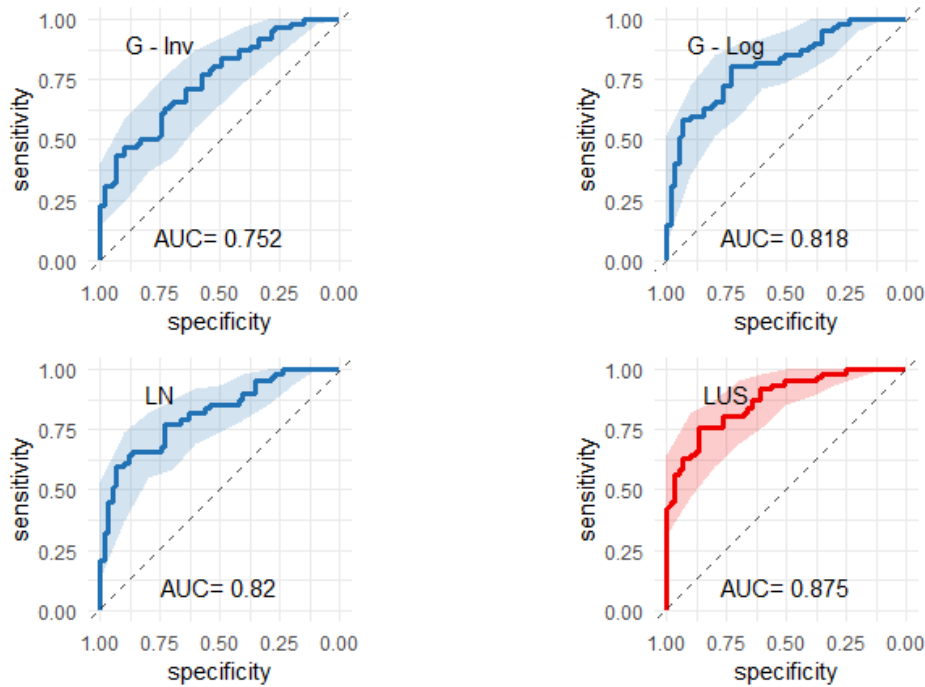 G - Inv
sensitivity
1.00
0.75
0.50
0.25
0.00
AUC= 0.752
1.00 0.75 0.50 0.25 0.00
specificity
G - Log
sensitivity
1.00
0.75
0.50
0.25
0.00
AUC= 0.818
1.00 0.75 0.50 0.25 0.00
specificity
LN
sensitivity
1.00
0.75
0.50
0.25
0.00
AUC= 0.82
1.00 0.75 0.50 0.25 0.00
specificity
LUS
sensitivity
1.00
0.75
0.50
0.25
0.00
AUC= 0.875
1.00 0.75 0.50 0.25 0.00
specificity